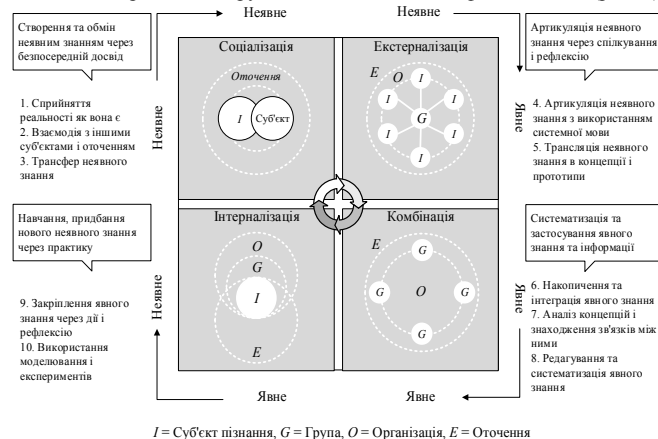 Неявне
Неявне
Створення та обмін
неявним знанням через
безпосередній досвід
Соціалізація
Екстерналізація
Артикуляція неявного
знання через спілкування
і рефлексію
Оточення
I
Суб'єкт
E
O
I
I
I
G
I
I
I
Неявне
Явне
1. Сприйняття
реальності як вона є
2. Взаємодія з іншими
суб'єктами і оточенням
3. Трансфер неявного
знання
4. Артикуляція неявного
знання з використанням
системної мови
5. Трансляція неявного
знання в концепції і
прототипи
Навчання, придбання
нового неявного знання
через практику
Інтерналізація
Комбінація
Систематизація та
застосування явного
знання та інформації
O
G
I
E
E
G
G
O
G
G
Неявне
Явне
9. Закріплення явного
знання через дії і
рефлексію
10. Використання
моделювання і
експериментів
6. Накопичення та
інтеграція явного знання
7. Аналіз концепцій і
знаходження зв'язків між
ними
8. Редагування та
систематизація явного
знання
Явне
Явне
I = Суб'єкт пізнання, G = Група, O = Організація, E = Оточення